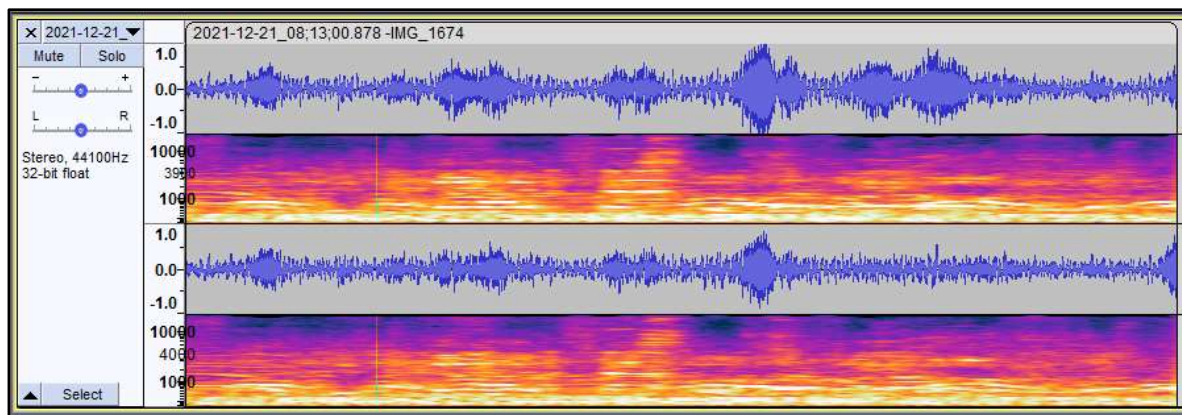 × 2021-12-21_▼
2021-12-21_08;13;00.878 -IMG_1674
Mute Solo
- +
L R
Stereo, 44100Hz
32-bit float
1.0
0.0
-1.0
10000
1000
1.0
0.0
-1.0
10000
4000
1000
▲ Select